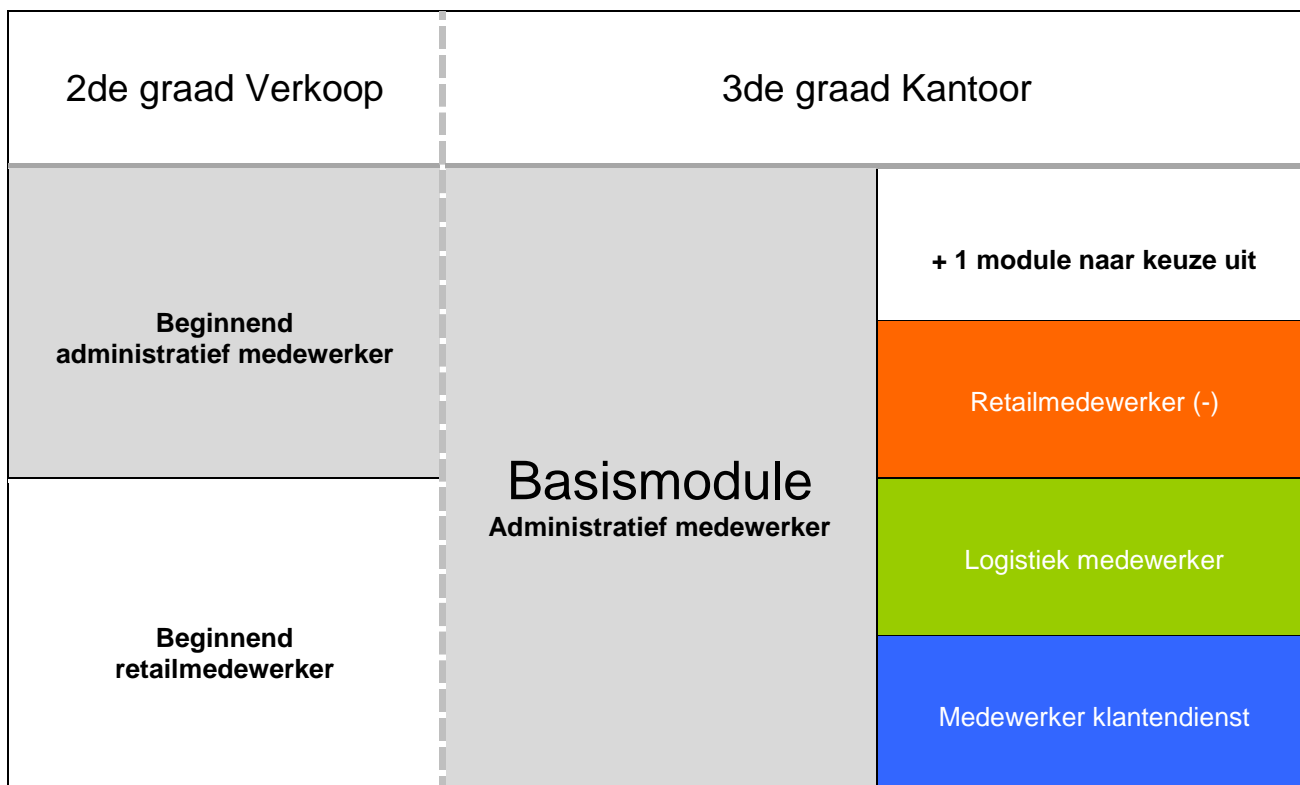 2de graad Verkoop
3de graad Kantoor
Beginnend
administratief medewerker
Beginnend
retailmedewerker
Basismodule
Administratief medewerker
+ 1 module naar keuze uit
Retailmedewerker (-)
Logistiek medewerker
Medewerker klantendienst